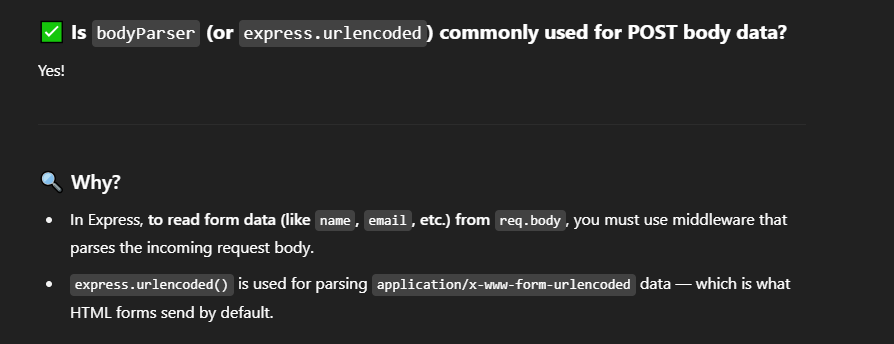 ✅ Is bodyParser (or express.urlencoded) commonly used for POST body data?
Yes!
🔍 Why?
• In Express, to read form data (like name, email, etc.) from req.body, you must use middleware that
parses the incoming request body.
• express.urlencoded() is used for parsing application/x-www-form-urlencoded data — which is what
HTML forms send by default.